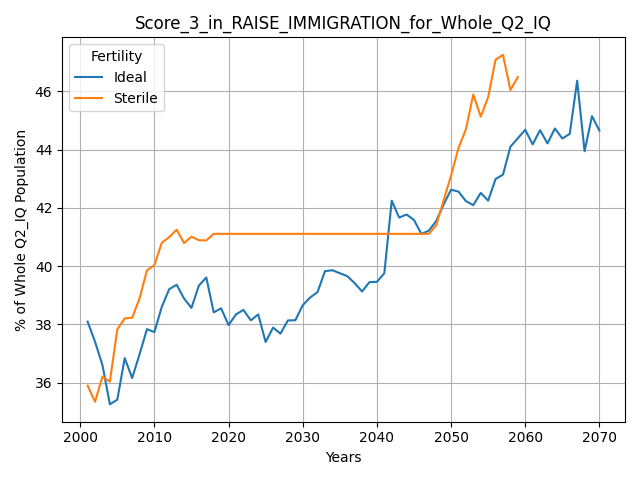 Score_3_in_RAISE_IMMIGRATION_for_Whole_Q2_IQ
Fertility
Ideal
Sterile
% of Whole Q2_IQ Population
46
44
42
40
38
36
2000 2010 2020 2030 2040 2050 2060 2070
Years